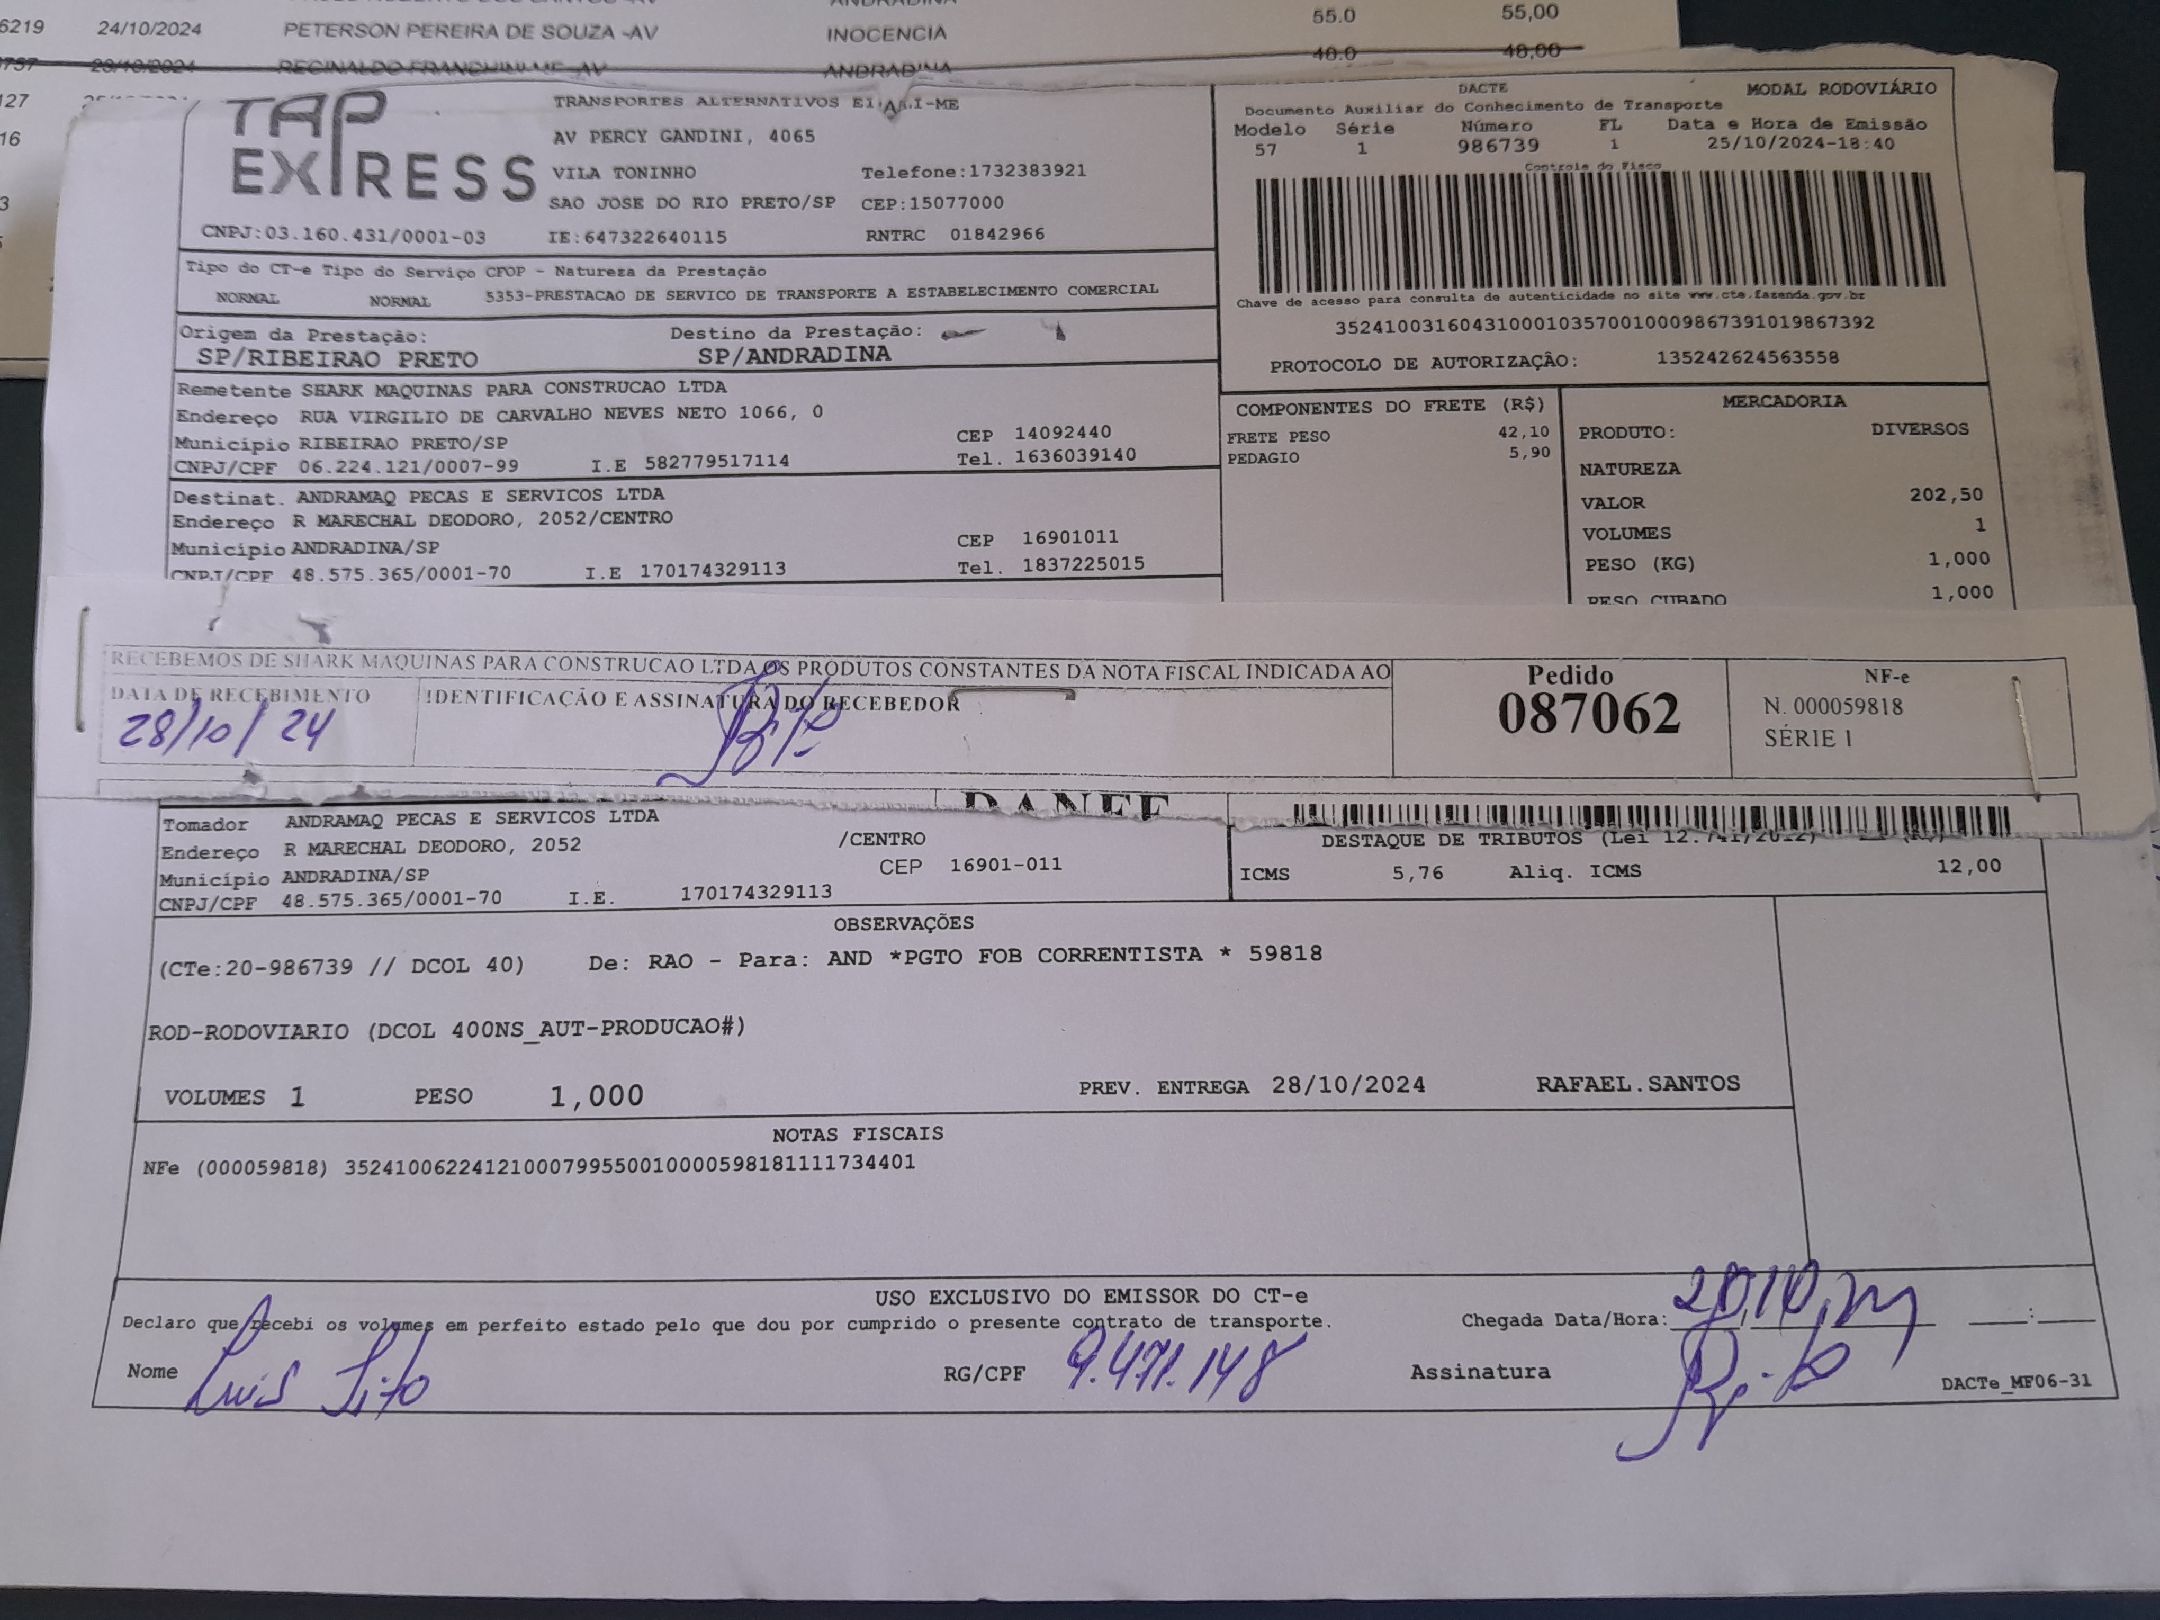 6219 24/10/2024 PETERSON PEREIRA DE SOUZA -AV INOCENCIA 55.0 55,00
REGINALDO FRANCHINI ME -AV ANDRADINA 40.0 40,00
127
16
TAP EXPRESS
TRANSPORTES ALTERNATIVOS
AV PERCY GANDINI, 4065
VILA TONINHO Telefone:1732383921
SAO JOSE DO RIO PRETO/SP CEP:15077000
CNPJ:03.160.431/0001-03 IE:647322640115 RNTRC 01842966
DACTE MODAL RODOVIÁRIO
Documento Auxiliar do Conhecimento de Transporte
Modelo Série Número FL Data e Hora de Emissão
57 1 986739 1 25/10/2024-18:40
Controle do Fisco
Chave de acesso para consulta de autenticidade no site www.cte.fazenda.gov.br
35241003160431000103570010009867391019867392
PROTOCOLO DE AUTORIZAÇÃO: 135242624563558
Tipo do CT-e Tipo do Serviço CFOP - Natureza da Prestação
NORMAL NORMAL 5353-PRESTACAO DE SERVICO DE TRANSPORTE A ESTABELECIMENTO COMERCIAL
Origem da Prestação: Destino da Prestação:
SP/RIBEIRAO PRETO SP/ANDRADINA
Remetente SHARK MAQUINAS PARA CONSTRUCAO LTDA
Endereço RUA VIRGILIO DE CARVALHO NEVES NETO 1066, 0
Município RIBEIRAO PRETO/SP CEP 14092440
CNPJ/CPF 06.224.121/0007-99 I.E 582779517114 Tel. 1636039140
Destinat. ANDRAMAQ PECAS E SERVICOS LTDA
Endereço R MARECHAL DEODORO, 2052/CENTRO
Município ANDRADINA/SP CEP 16901011
CNPJ/CPF 48.575.365/0001-70 I.E 170174329113 Tel. 1837225015
COMPONENTES DO FRETE (R$)
FRETE PESO 42,10
PEDAGIO 5,90
MERCADORIA
PRODUTO: DIVERSOS
NATUREZA
VALOR 202,50
VOLUMES 1
PESO (KG) 1,000
PESO CUBADO 1,000
RECEBEMOS DE SHARK MAQUINAS PARA CONSTRUCAO LTDA OS PRODUTOS CONSTANTES DA NOTA FISCAL INDICADA AO
DATA DE RECEBIMENTO IDENTIFICAÇÃO E ASSINATURA DO RECEBEDOR
28/10/24
Pedido
087062
NF-e
N. 000059818
SÉRIE 1
DANFE
Tomador ANDRAMAQ PECAS E SERVICOS LTDA
Endereço R MARECHAL DEODORO, 2052 /CENTRO
Município ANDRADINA/SP CEP 16901-011
CNPJ/CPF 48.575.365/0001-70 I.E. 170174329113
DESTAQUE DE TRIBUTOS (Lei 12.741/2012)
ICMS 5,76 Aliq. ICMS 12,00
OBSERVAÇÕES
(CTe:20-986739 // DCOL 40) De: RAO - Para: AND *PGTO FOB CORRENTISTA * 59818
ROD-RODOVIARIO (DCOL 400NS_AUT-PRODUCAO#)
VOLUMES 1 PESO 1,000 PREV. ENTREGA 28/10/2024 RAFAEL.SANTOS
NOTAS FISCAIS
NFe (000059818) 35241006224121000799550010000598181111734401
USO EXCLUSIVO DO EMISSOR DO CT-e
Declaro que recebi os volumes em perfeito estado pelo que dou por cumprido o presente contrato de transporte. Chegada Data/Hora:
Nome Luis Tito RG/CPF 9.471.148 Assinatura
DACTe_MF06-31